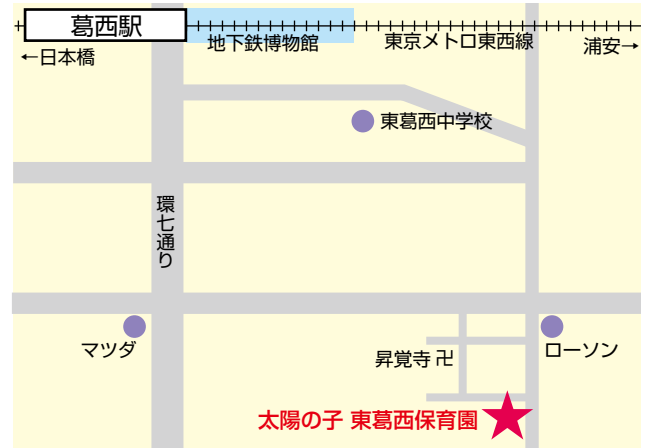 葛西駅
地下鉄博物館
東京メトロ東西線
浦安→
←日本橋
東葛西中学校
環七通り
マツダ
昇覚寺卍
ローソン
太陽の子 東葛西保育園